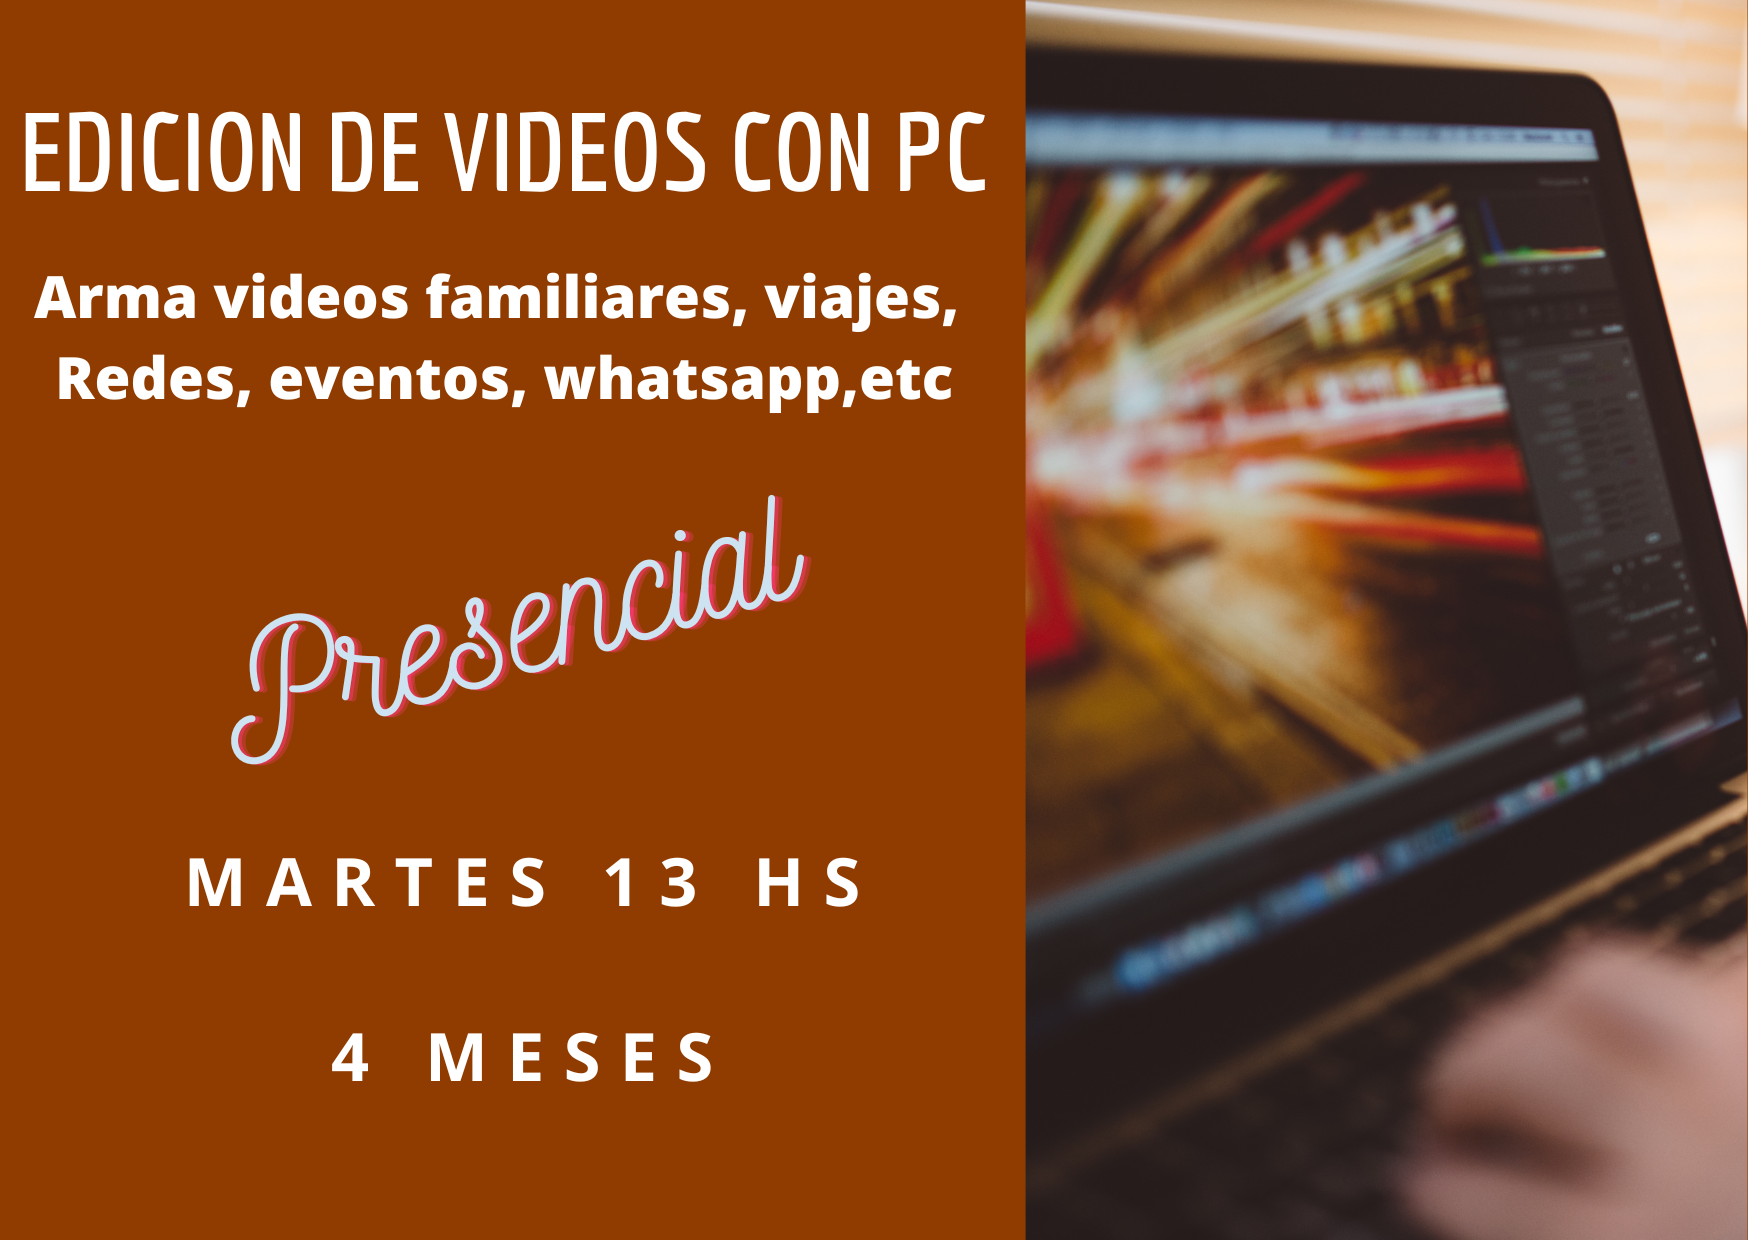 EDICION DE VIDEOS CON PC
Arma videos familiares, viajes,
Redes, eventos, whatsapp,etc
Presencial
MARTES 13 HS
4 MESES